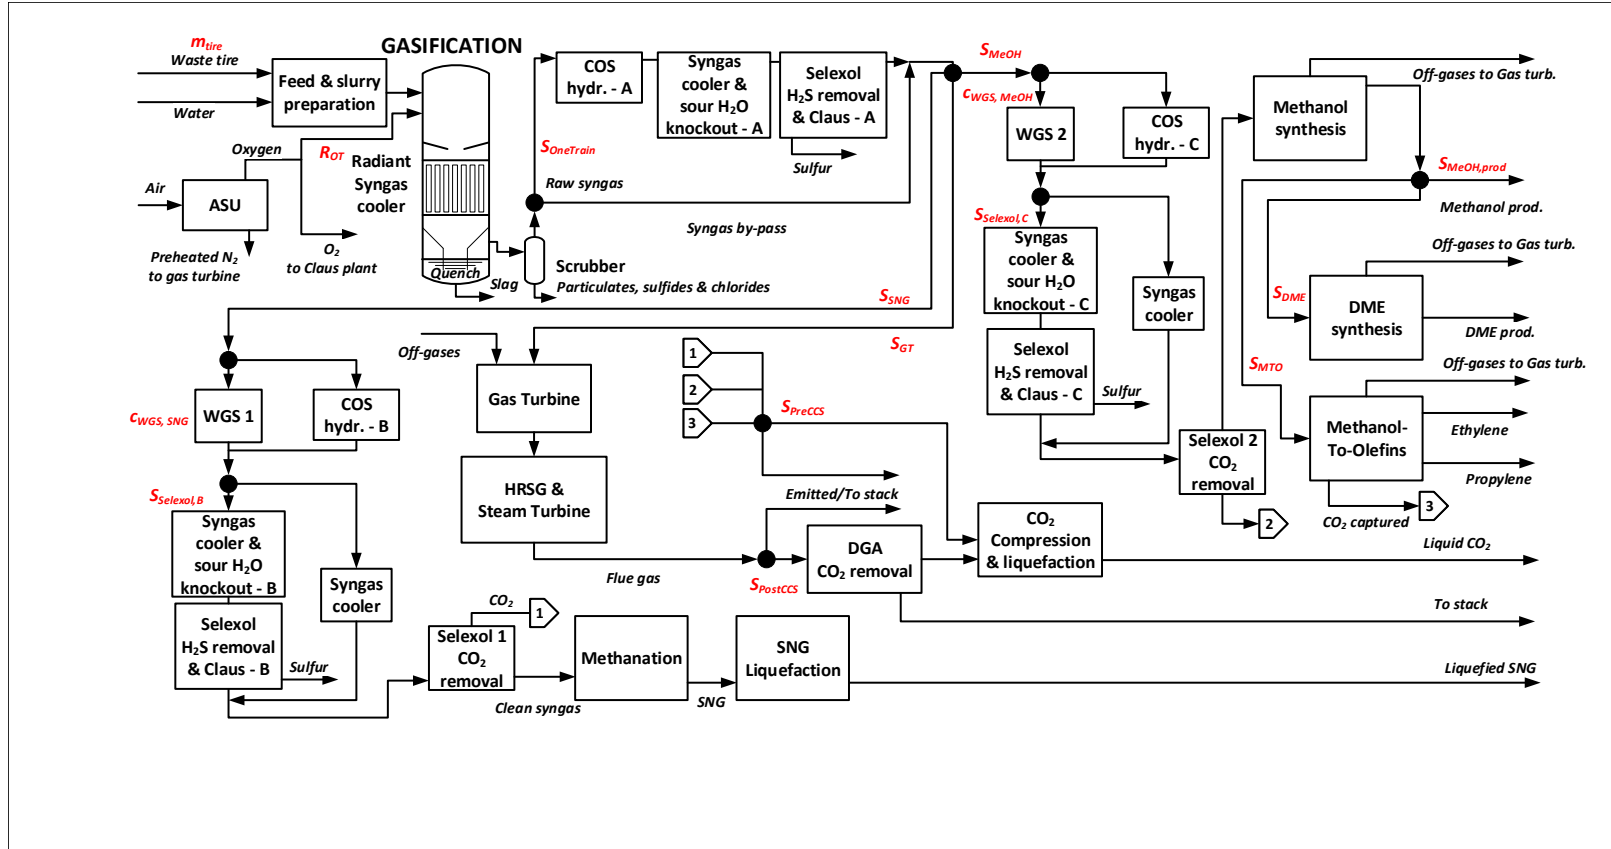 GASIFICATION
m_tire
Waste tire
Water
Feed & slurry
preparation
Oxygen
R_OT
Air
ASU
Preheated N₂
to gas turbine
O₂
to Claus plant
Radiant
Syngas
cooler
Quench
Slag
Scrubber
Particulates, sulfides & chlorides
S_OneTrain
Raw syngas
Syngas by-pass
COS
hydr. - A
Syngas
cooler &
sour H₂O
knockout - A
Selexol
H₂S removal
& Claus - A
Sulfur
S_MeOH
c_WGS, MeOH
WGS 2
COS
hydr. - C
S_Selexol,C
Syngas
cooler &
sour H₂O
knockout - C
Syngas
cooler
Selexol
H₂S removal
& Claus - C
Sulfur
Selexol 2
CO₂
removal
2
Methanol
synthesis
Off-gases to Gas turb.
S_MeOH,prod
Methanol prod.
Off-gases to Gas turb.
S_DME
DME
synthesis
DME prod.
S_MTO
Off-gases to Gas turb.
Methanol-
To-Olefins
Ethylene
Propylene
CO₂ captured
3
S_SNG
S_GT
Off-gases
Gas Turbine
HRSG &
Steam Turbine
Flue gas
1
2
3
S_PreCCS
Emitted/To stack
S_PostCCS
DGA
CO₂ removal
CO₂
Compression
& liquefaction
Liquid CO₂
To stack
c_WGS, SNG
WGS 1
COS
hydr. - B
S_Selexol,B
Syngas
cooler &
sour H₂O
knockout - B
Syngas
cooler
Selexol
H₂S removal
& Claus - B
Sulfur
CO₂
1
Selexol 1
CO₂
removal
Clean syngas
Methanation
SNG
SNG
Liquefaction
Liquefied SNG